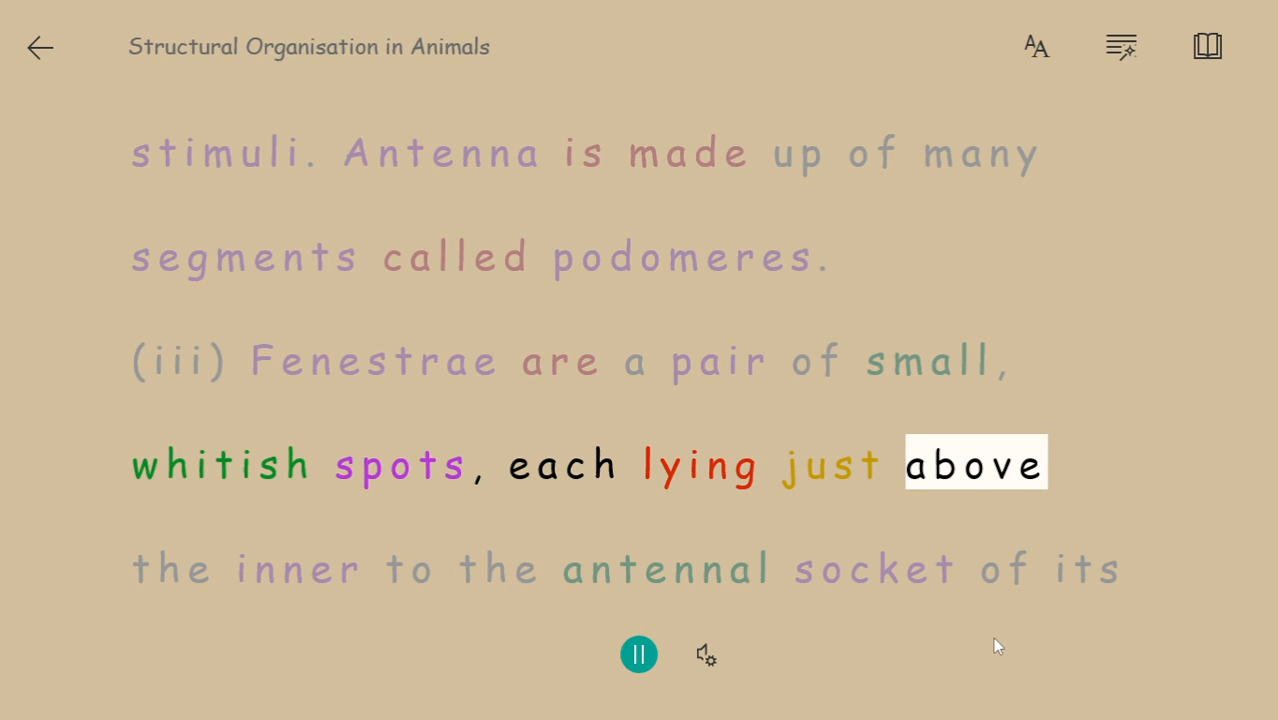 Structural Organisation in Animals
stimuli. Antenna is made up of many
segments called podomeres.
(iii) Fenestrae are a pair of small,
whitish spots, each lying just above
the inner to the antennal socket of its